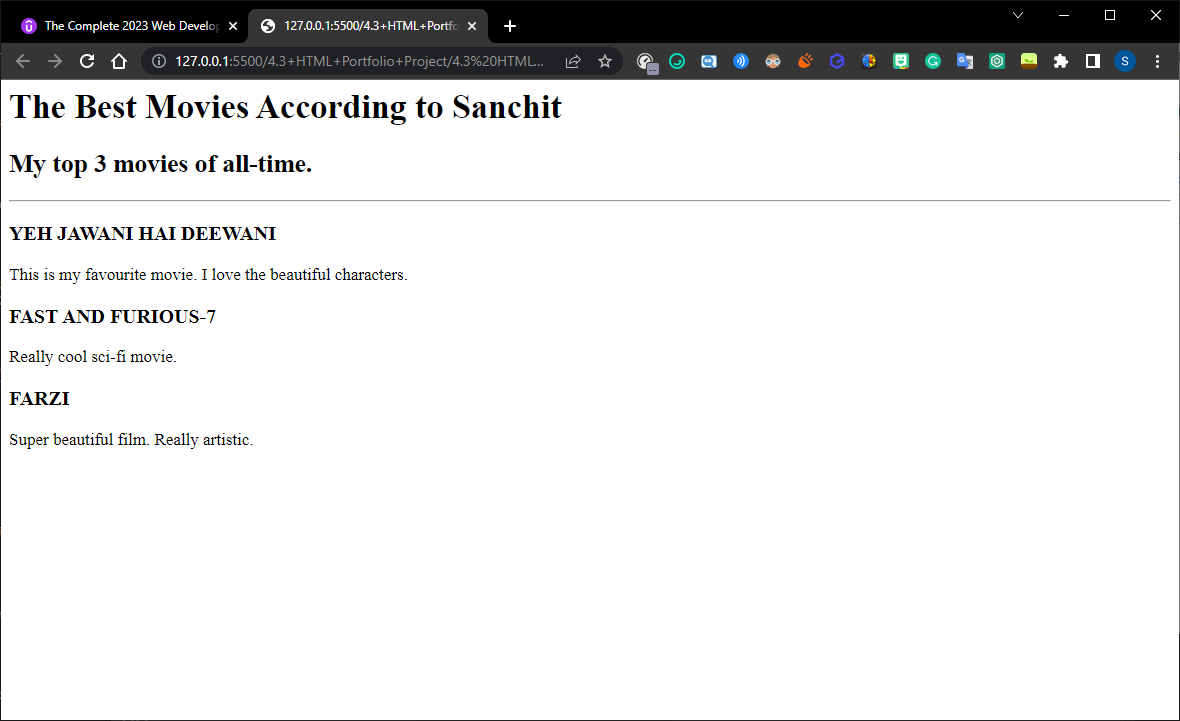 The Complete 2023 Web Develop
127.0.0.1:5500/4.3+HTML+Portfo
127.0.0.1:5500/4.3+HTML+Portfolio+Project/4.3%20HTML...
S
The Best Movies According to Sanchit
My top 3 movies of all-time.
YEH JAWANI HAI DEEWANI
This is my favourite movie. I love the beautiful characters.
FAST AND FURIOUS-7
Really cool sci-fi movie.
FARZI
Super beautiful film. Really artistic.